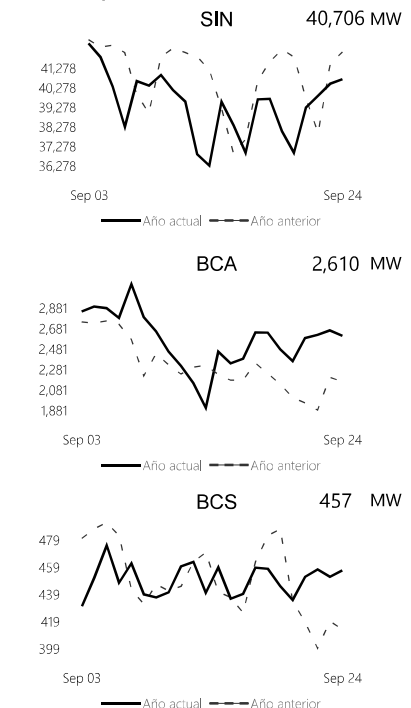 SIN 40,706 MW
41,278
40,278
39,278
38,278
37,278
36,278
Sep 03 Sep 24
Año actual Año anterior
BCA 2,610 MW
2,881
2,681
2,481
2,281
2,081
1,881
Sep 03 Sep 24
Año actual Año anterior
BCS 457 MW
479
459
439
419
399
Sep 03 Sep 24
Año actual Año anterior